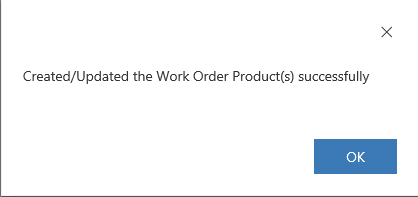 Created/Updated the Work Order Product(s) successfully
OK